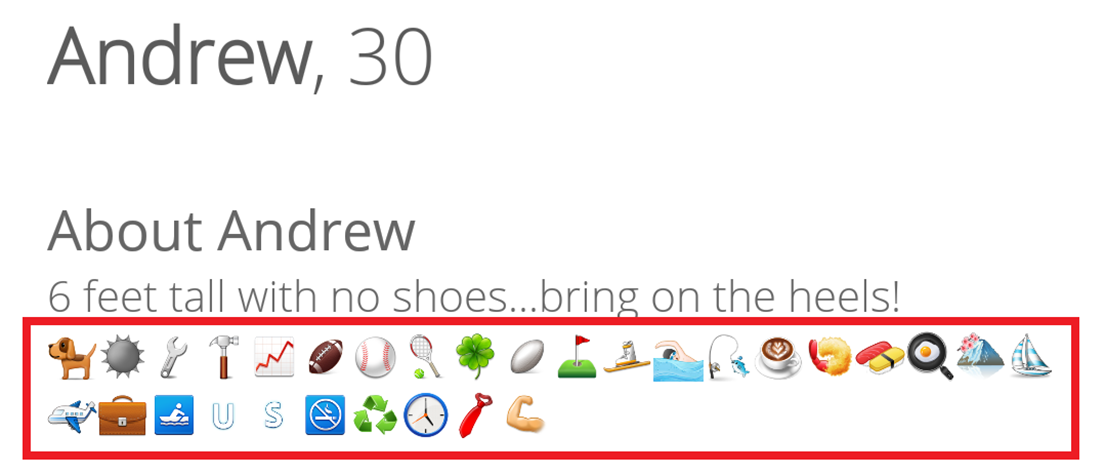 Andrew, 30
About Andrew
6 feet tall with no shoes...bring on the heels!
U S